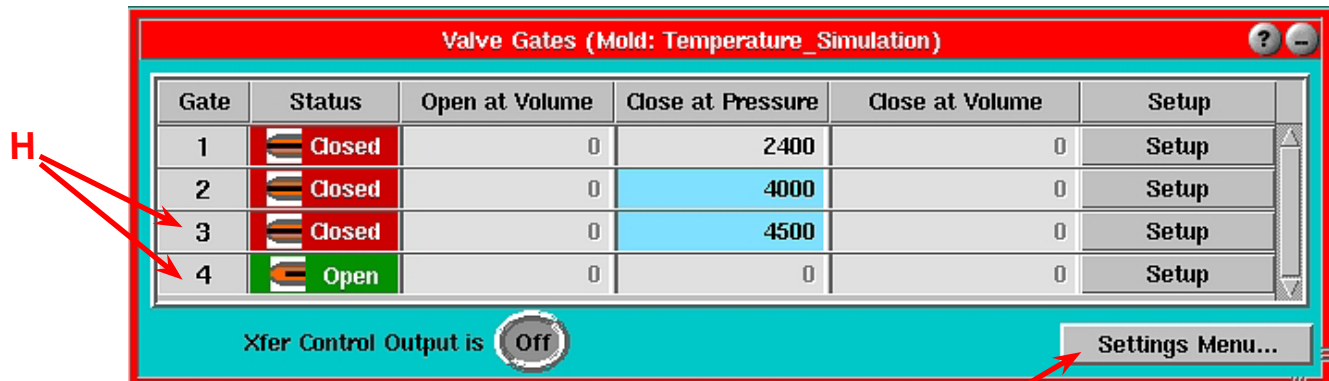 Valve Gates (Mold: Temperature_Simulation) ? –
Gate Status Open at Volume Close at Pressure Close at Volume Setup
H
1 Closed 0 2400 0 Setup
2 Closed 0 4000 0 Setup
3 Closed 0 4500 0 Setup
4 Open 0 0 0 Setup
Xfer Control Output is Off Settings Menu...